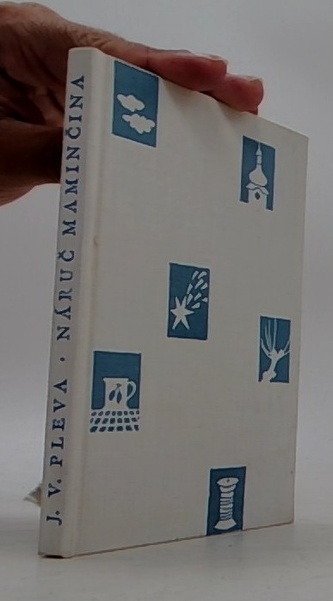 J. V. PLEVA · NÁRUČ MAMINČINA